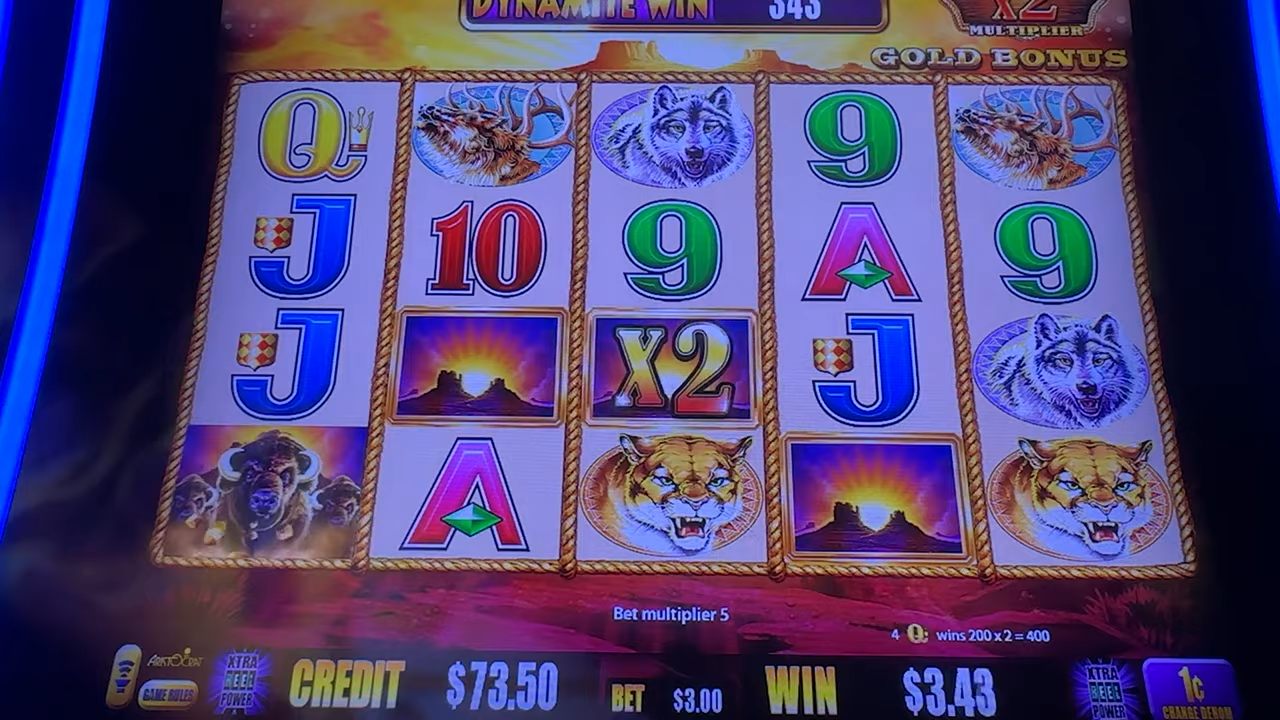 DYNAMITE WIN 343
X2
MULTIPLIER
GOLD BONUS
Q 9
J 10 9 A 9
J X2 J
A
Bet multiplier 5
4 Q: wins 200 x 2 = 400
ARISTOCRAT
GAME RULES
XTRA
REEL
POWER
CREDIT $73.50 BET $3.00 WIN $3.43
XTRA
REEL
POWER
1¢
CHANGE DENOM